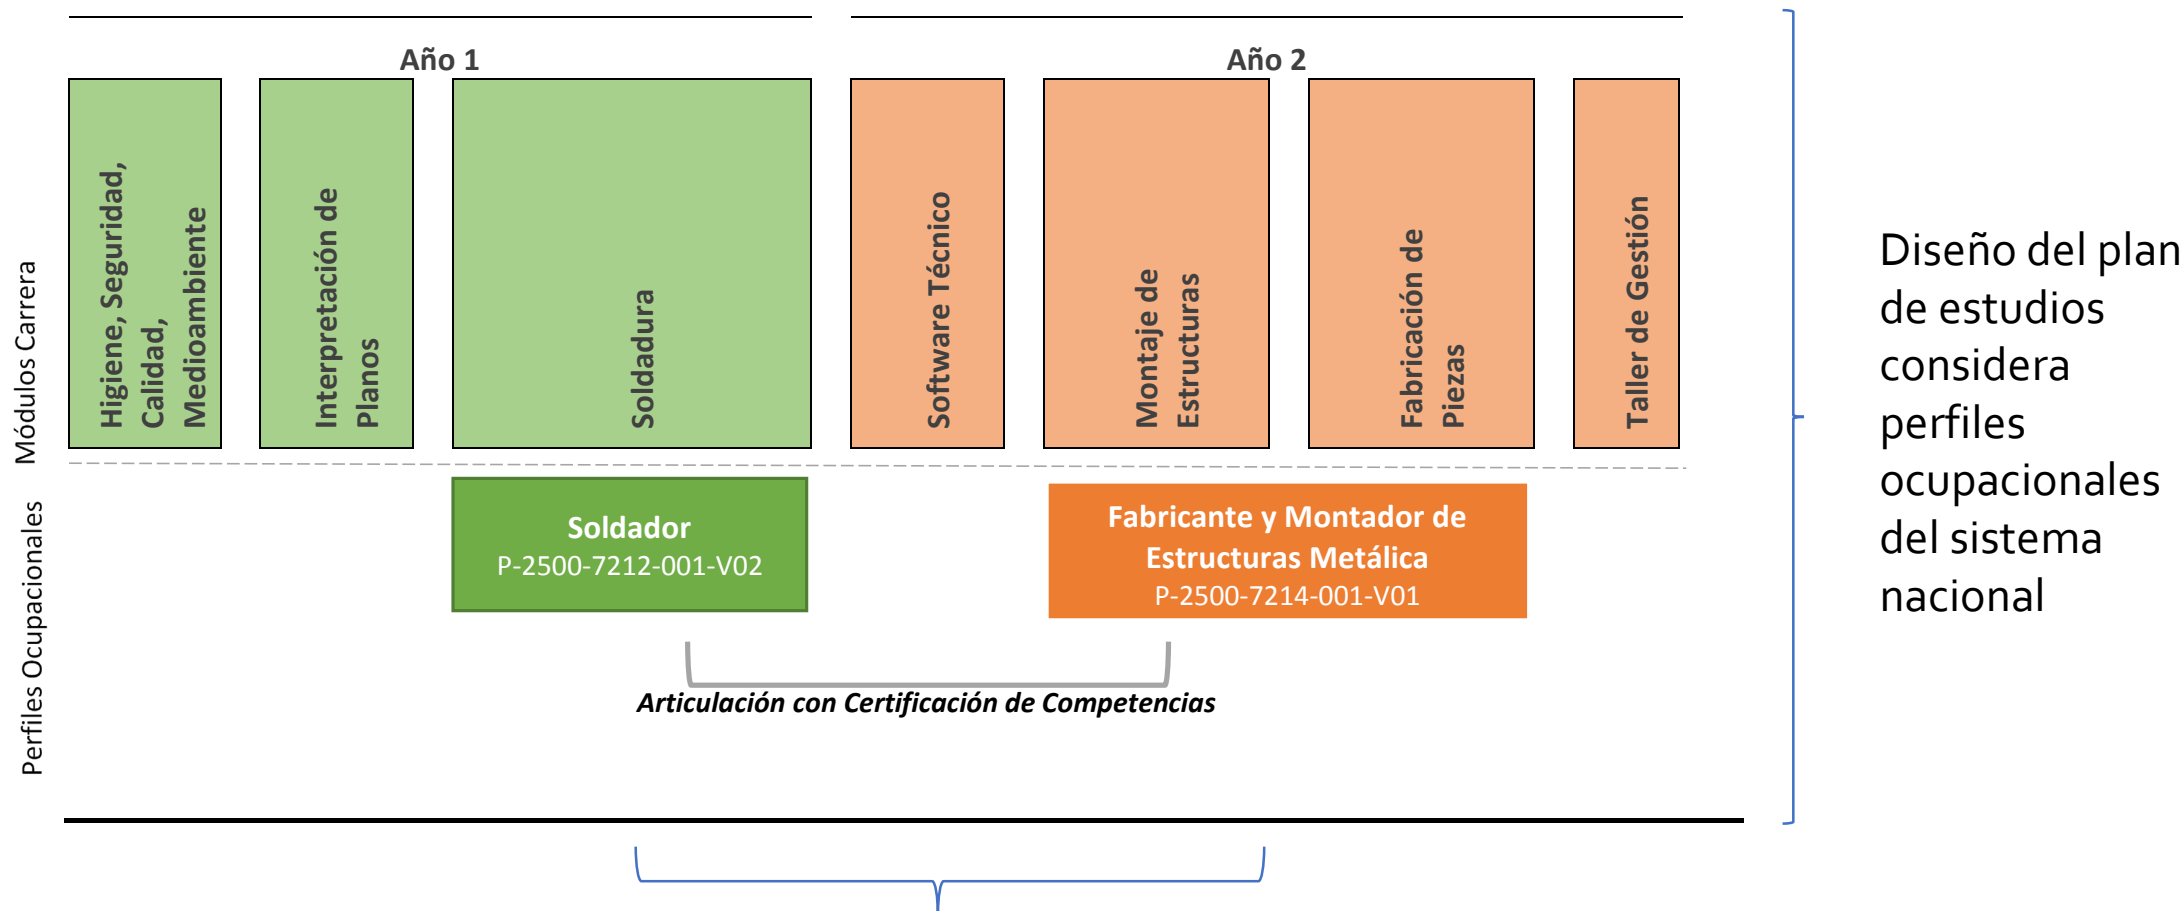 Año 1
Año 2
Módulos Carrera
Higiene, Seguridad,
Calidad,
Medioambiente
Interpretación de
Planos
Soldadura
Software Técnico
Montaje de
Estructuras
Fabricación de
Piezas
Taller de Gestión
Perfiles Ocupacionales
Soldador
P-2500-7212-001-V02
Fabricante y Montador de
Estructuras Metálica
P-2500-7214-001-V01
Articulación con Certificación de Competencias
Diseño del plan
de estudios
considera
perfiles
ocupacionales
del sistema
nacional